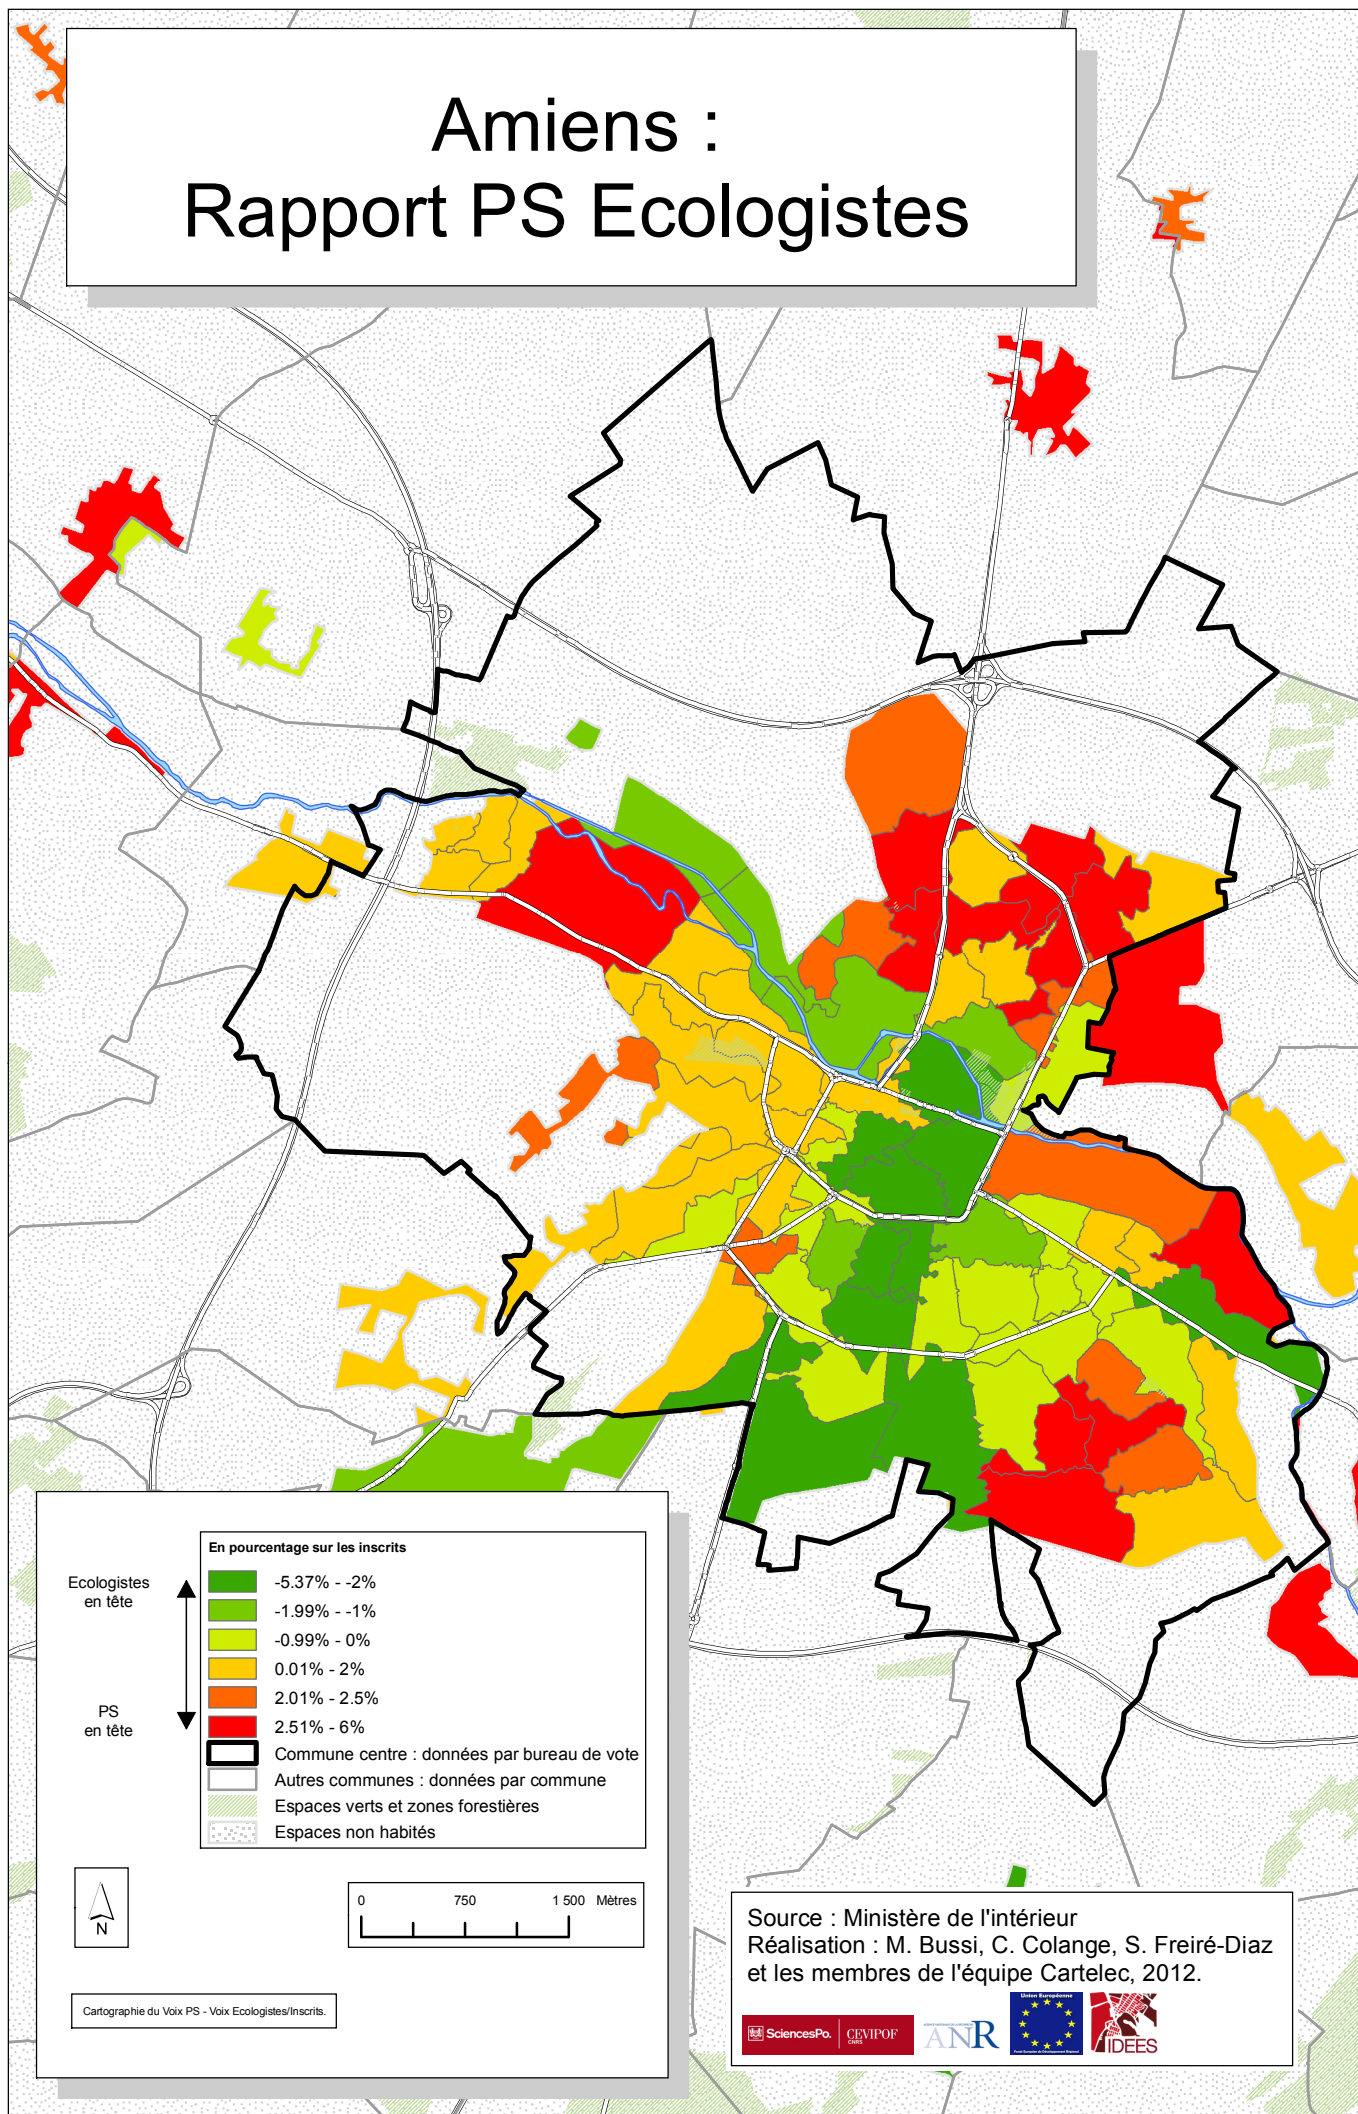 Amiens :
Rapport PS Ecologistes
En pourcentage sur les inscrits
Ecologistes
en tête
PS
en tête
-5.37% - -2%
-1.99% - -1%
-0.99% - 0%
0.01% - 2%
2.01% - 2.5%
2.51% - 6%
Commune centre : données par bureau de vote
Autres communes : données par commune
Espaces verts et zones forestières
Espaces non habités
N
0 750 1 500 Mètres
Cartographie du Voix PS - Voix Ecologistes/Inscrits.
Source : Ministère de l'intérieur
Réalisation : M. Bussi, C. Colange, S. Freiré-Diaz
et les membres de l'équipe Cartelec, 2012.
SciencesPo.
CEVIPOF
CNRS
ANR
Union Européenne
IDEES